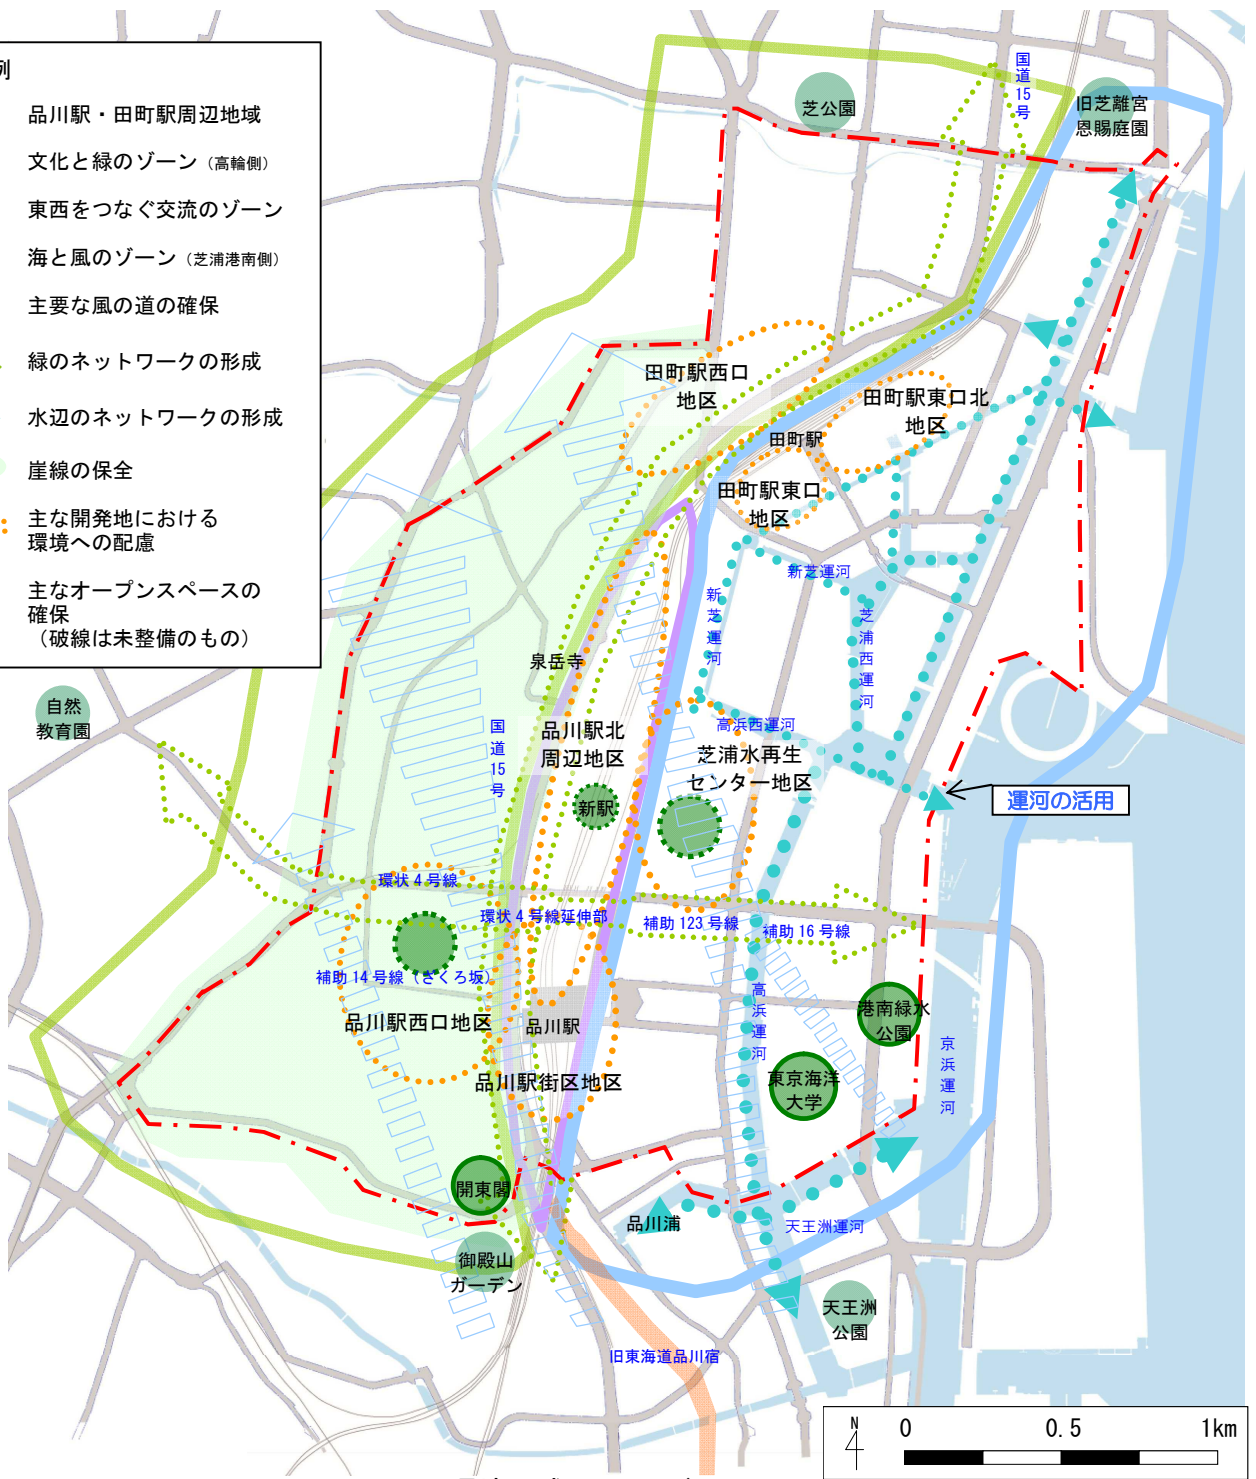 例
品川駅・田町駅周辺地域
文化と緑のゾーン（高輪側）
東西をつなぐ交流のゾーン
海と風のゾーン（芝浦港南側）
主要な風の道の確保
緑のネットワークの形成
水辺のネットワークの形成
崖線の保全
主な開発地における
環境への配慮
主なオープンスペースの
確保
（破線は未整備のもの）
国道15号
芝公園
旧芝離宮
恩賜庭園
田町駅西口
地区
田町駅東口北
地区
田町駅
田町駅東口
地区
新芝運河
新芝運河
芝浦西運河
泉岳寺
自然
教育園
国道15号
品川駅北
周辺地区
高浜西運河
芝浦水再生
センター地区
新駅
運河の活用
環状4号線
環状4号線延伸部
補助123号線
補助16号線
補助14号線（ざくろ坂）
高浜運河
港南緑水
公園
品川駅西口地区
品川駅
京浜運河
品川駅街区地区
東京海洋
大学
開東閣
品川浦
天王洲運河
御殿山
ガーデン
天王洲
公園
旧東海道品川宿
N
0 0.5 1km